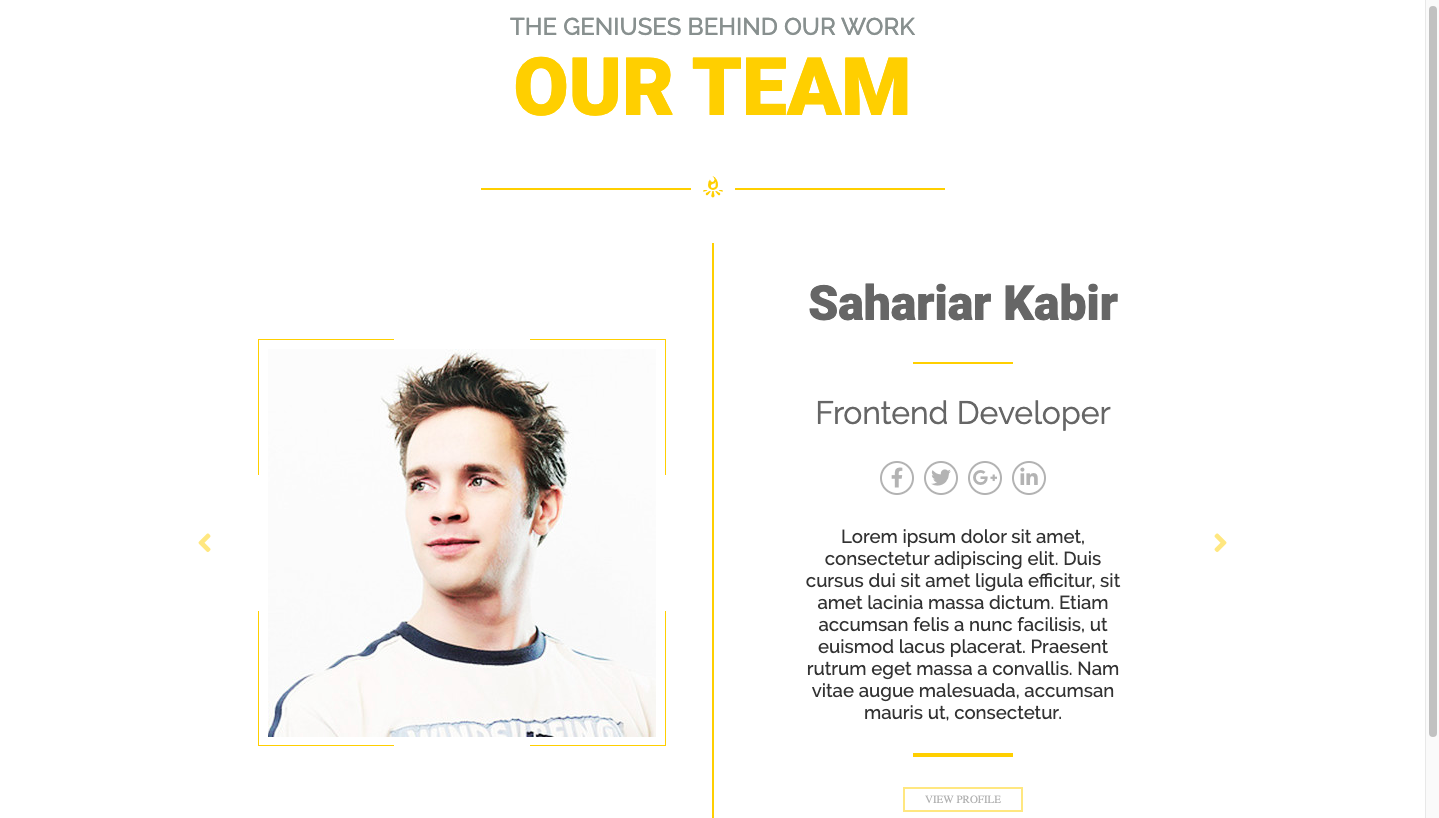 THE GENIUSES BEHIND OUR WORK
OUR TEAM
Sahariar Kabir
Frontend Developer
Lorem ipsum dolor sit amet,
consectetur adipiscing elit. Duis
cursus dui sit amet ligula efficitur, sit
amet lacinia massa dictum. Etiam
accumsan felis a nunc facilisis, ut
euismod lacus placerat. Praesent
rutrum eget massa a convallis. Nam
vitae augue malesuada, accumsan
mauris ut, consectetur.
VIEW PROFILE